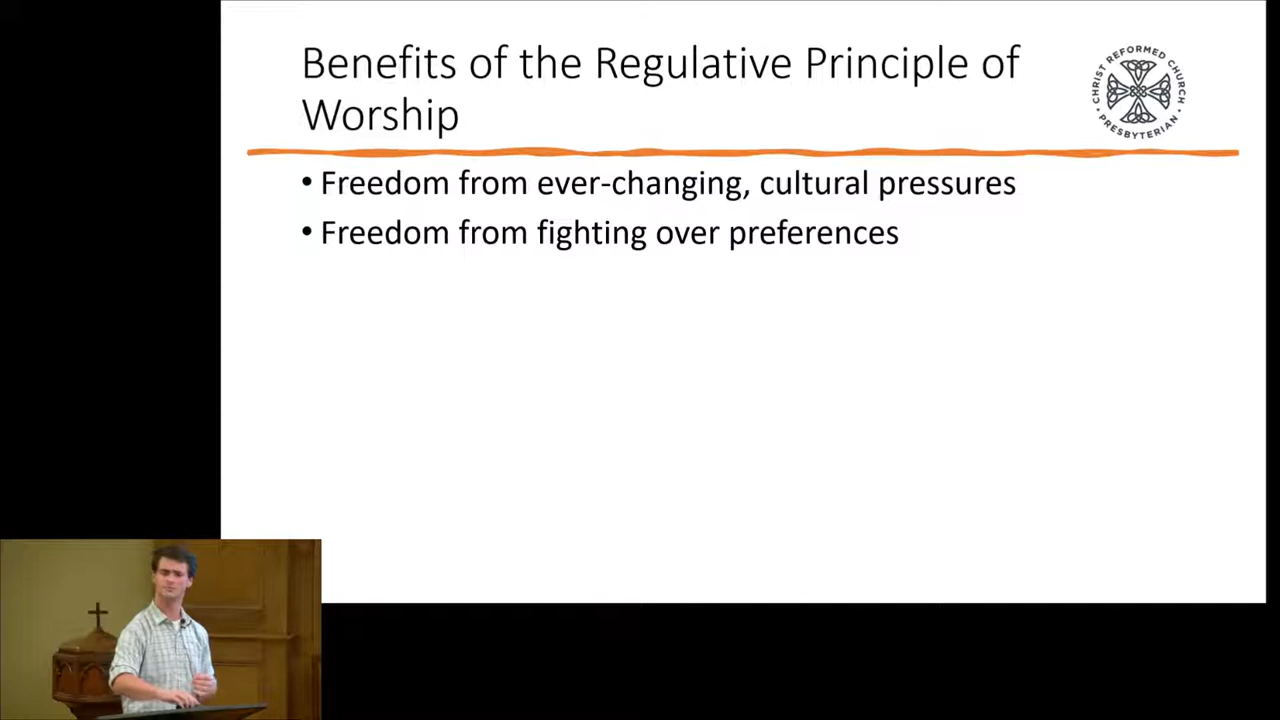 Benefits of the Regulative Principle of
Worship
CHRIST REFORMED CHURCH
• PRESBYTERIAN •
• Freedom from ever-changing, cultural pressures
• Freedom from fighting over preferences